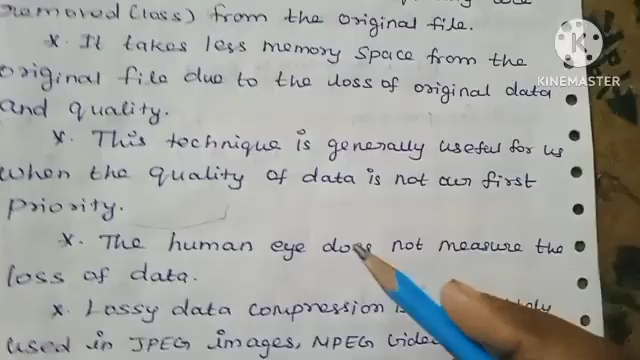 removed (loss) from the original file.
*. It takes less memory space from the
original file due to the loss of original data
and quality.
*. This technique is generally useful for us
when the quality of data is not our first
priority.
*. The human eye does not measure the
loss of data.
*. Lossy data compression is
used in JPEG images, MPEG
KINEMASTER